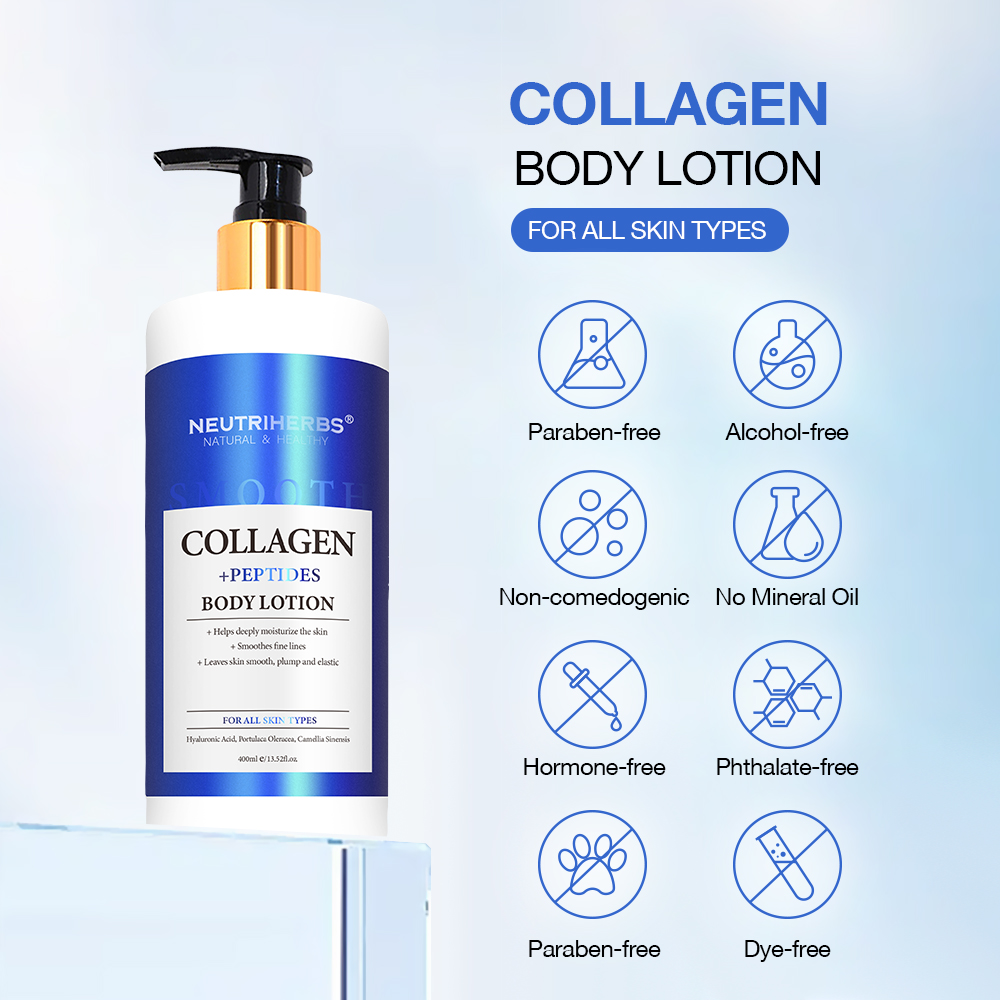 COLLAGEN
BODY LOTION
FOR ALL SKIN TYPES
NEUTRIHERBS®
NATURAL & HEALTHY
SMOOTH
COLLAGEN
+PEPTIDES
BODY LOTION
+ Helps deeply moisturize the skin
+ Smoothes fine lines
+ Leaves skin smooth, plump and elastic
FOR ALL SKIN TYPES
Hyaluronic Acid, Portulaca Oleracea, Camellia Sinensis
400ml ℮/13.52fl.oz.
Paraben-free
Alcohol-free
Non-comedogenic
No Mineral Oil
Hormone-free
Phthalate-free
Paraben-free
Dye-free